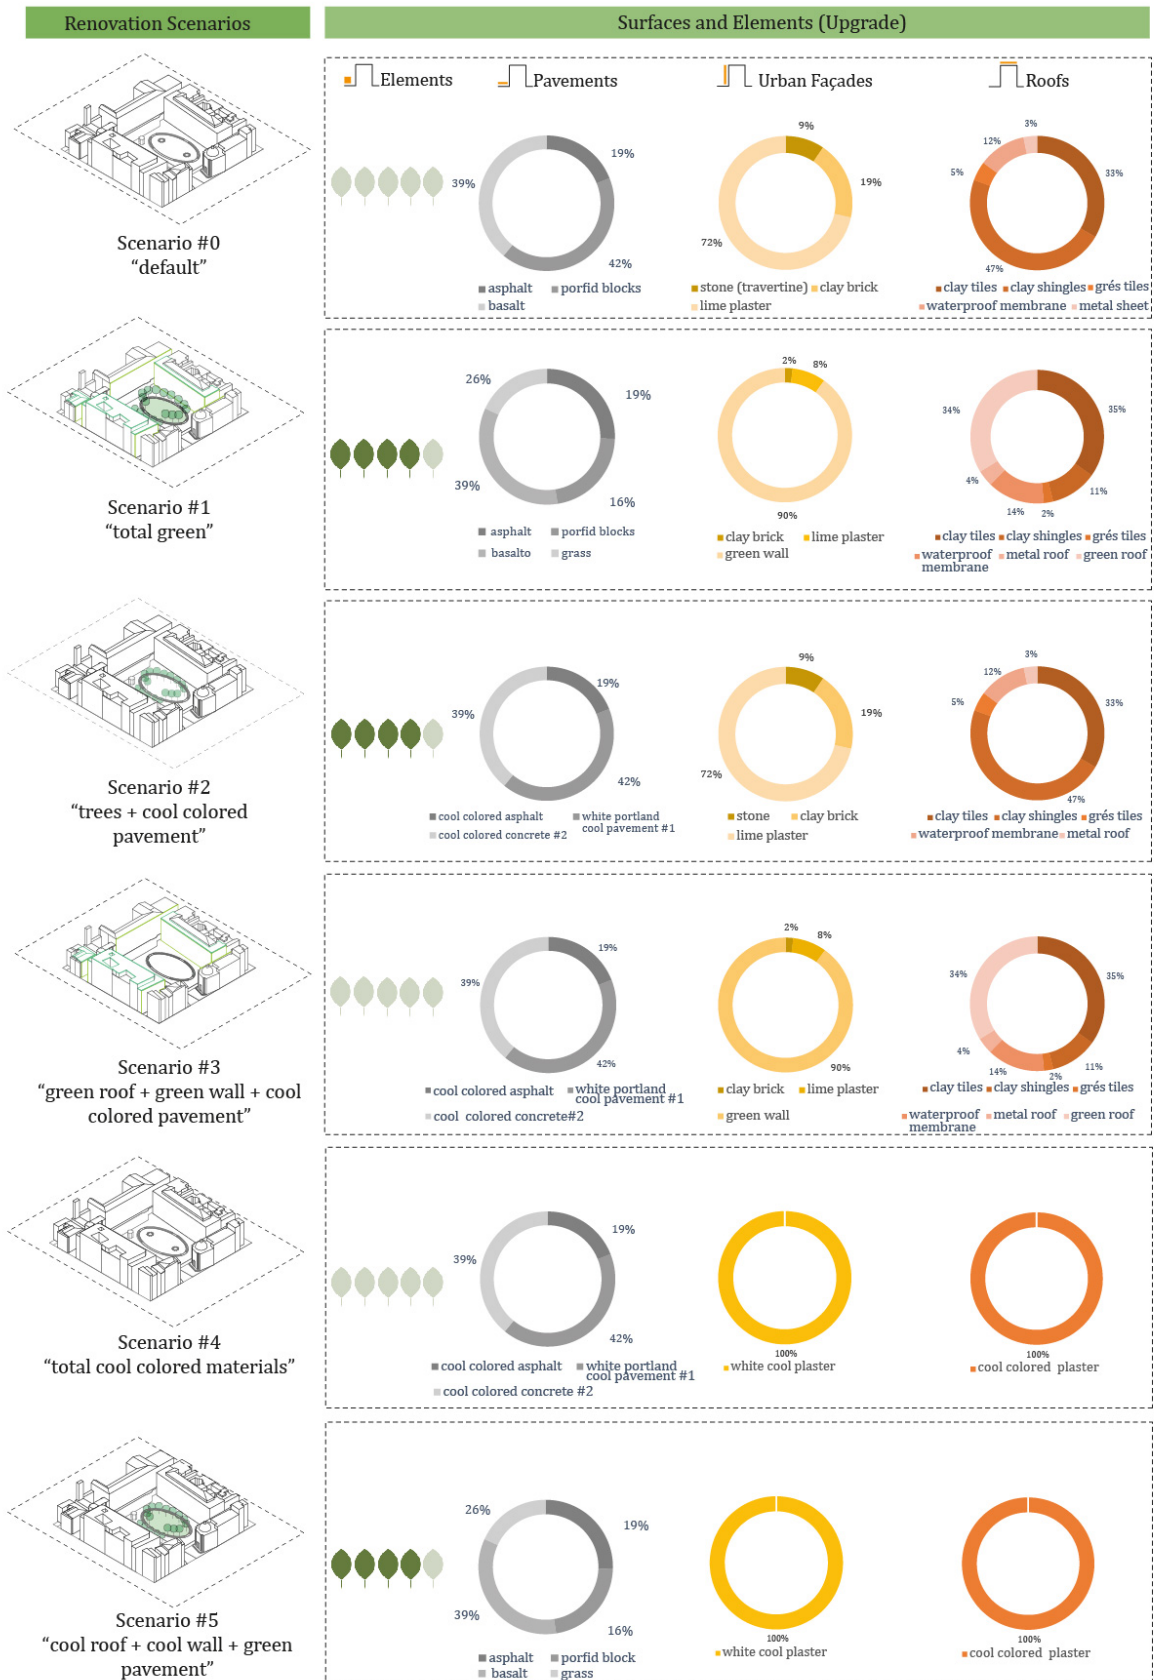 Renovation Scenarios
Surfaces and Elements (Upgrade)
Elements
Pavements
Urban Façades
Roofs
Scenario #0
“default”
39%
19%
42%
asphalt
porfid blocks
basalt
9%
19%
72%
stone (travertine)
clay brick
lime plaster
3%
12%
5%
33%
47%
clay tiles
clay shingles
grés tiles
waterproof membrane
metal sheet
Scenario #1
“total green”
26%
19%
39%
16%
asphalt
porfid blocks
basalto
grass
2%
8%
90%
clay brick
lime plaster
green wall
34%
35%
4%
11%
14%
2%
clay tiles
clay shingles
grés tiles
waterproof
membrane
metal roof
green roof
Scenario #2
“trees + cool colored
pavement”
39%
19%
42%
cool colored asphalt
white portland
cool pavement #1
cool colored concrete #2
9%
19%
72%
stone
clay brick
lime plaster
3%
12%
5%
33%
47%
clay tiles
clay shingles
grés tiles
waterproof membrane
metal roof
Scenario #3
“green roof + green wall + cool
colored pavement”
19%
39%
42%
cool colored asphalt
white portland
cool pavement #1
cool colored concrete#2
2%
8%
90%
clay brick
lime plaster
green wall
34%
35%
4%
11%
14%
2%
clay tiles
clay shingles
grés tiles
waterproof
membrane
metal roof
green roof
Scenario #4
“total cool colored materials”
19%
39%
42%
cool colored asphalt
white portland
cool pavement #1
cool colored concrete #2
100%
white cool plaster
100%
cool colored plaster
Scenario #5
“cool roof + cool wall + green
pavement”
26%
19%
39%
16%
asphalt
porfid block
basalt
grass
100%
white cool plaster
100%
cool colored plaster